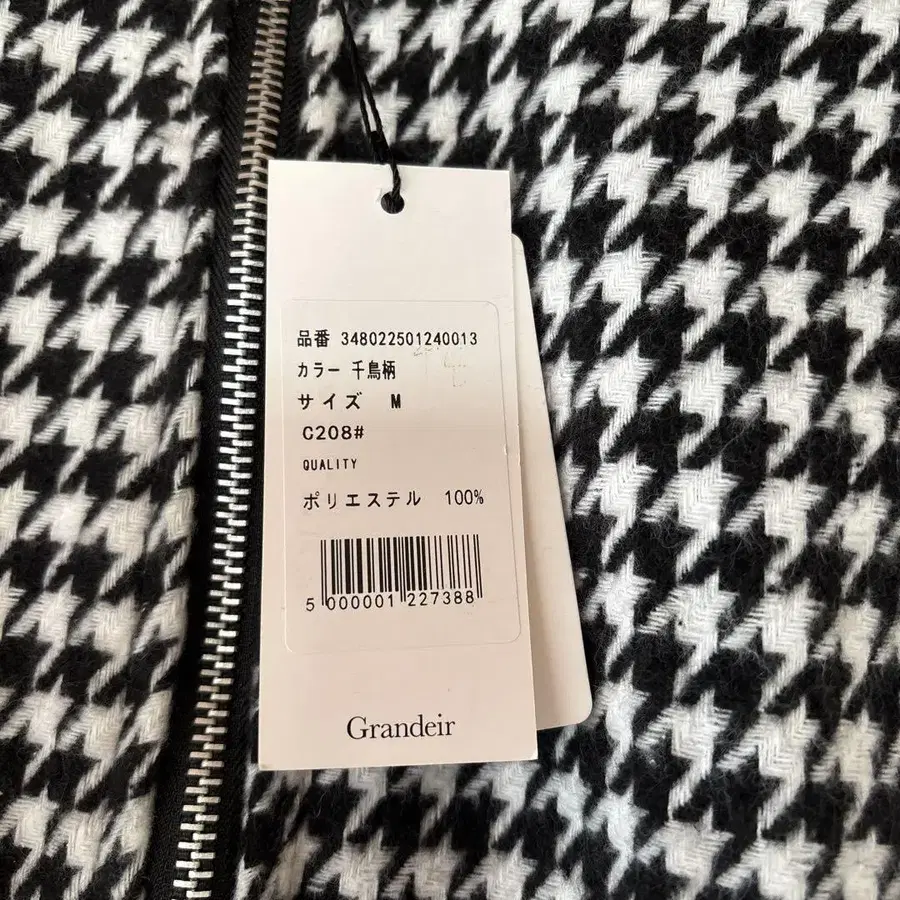 品番 348022501240013
カラー 千鳥柄
サイズ M
C208#
QUALITY
ポリエステル 100%
5 000001 227388
Grandeir